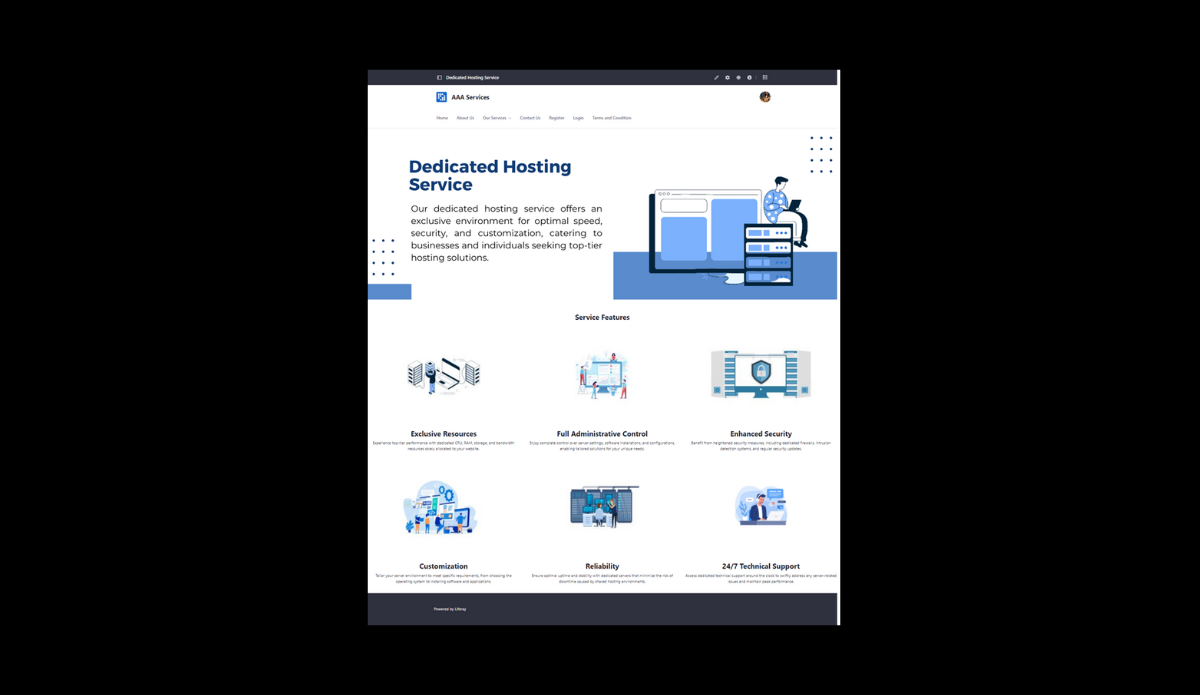 Dedicated Hosting Service
AAA Services
Home About Us Our Services Contact Us Register Login Terms and Condition
Dedicated Hosting
Service
Our dedicated hosting service offers an
exclusive environment for optimal speed,
security, and customization, catering to
businesses and individuals seeking top-tier
hosting solutions.
Service Features
Exclusive Resources
Experience top-tier performance with dedicated CPU, RAM, storage, and bandwidth
resources solely allocated to your website.
Full Administrative Control
Enjoy complete control over server settings, software installations, and configurations,
enabling tailored solutions for your unique needs.
Enhanced Security
Benefit from heightened security measures, including dedicated firewalls, intrusion
detection systems, and regular security updates.
Customization
Tailor your server environment to meet specific requirements, from choosing the
operating system to installing software and applications.
Reliability
Ensure optimal uptime and stability with dedicated servers that minimize the risk of
downtime caused by shared hosting environments.
24/7 Technical Support
Access dedicated technical support around the clock to swiftly address any server-related
issues and maintain peak performance.
Powered by Liferay